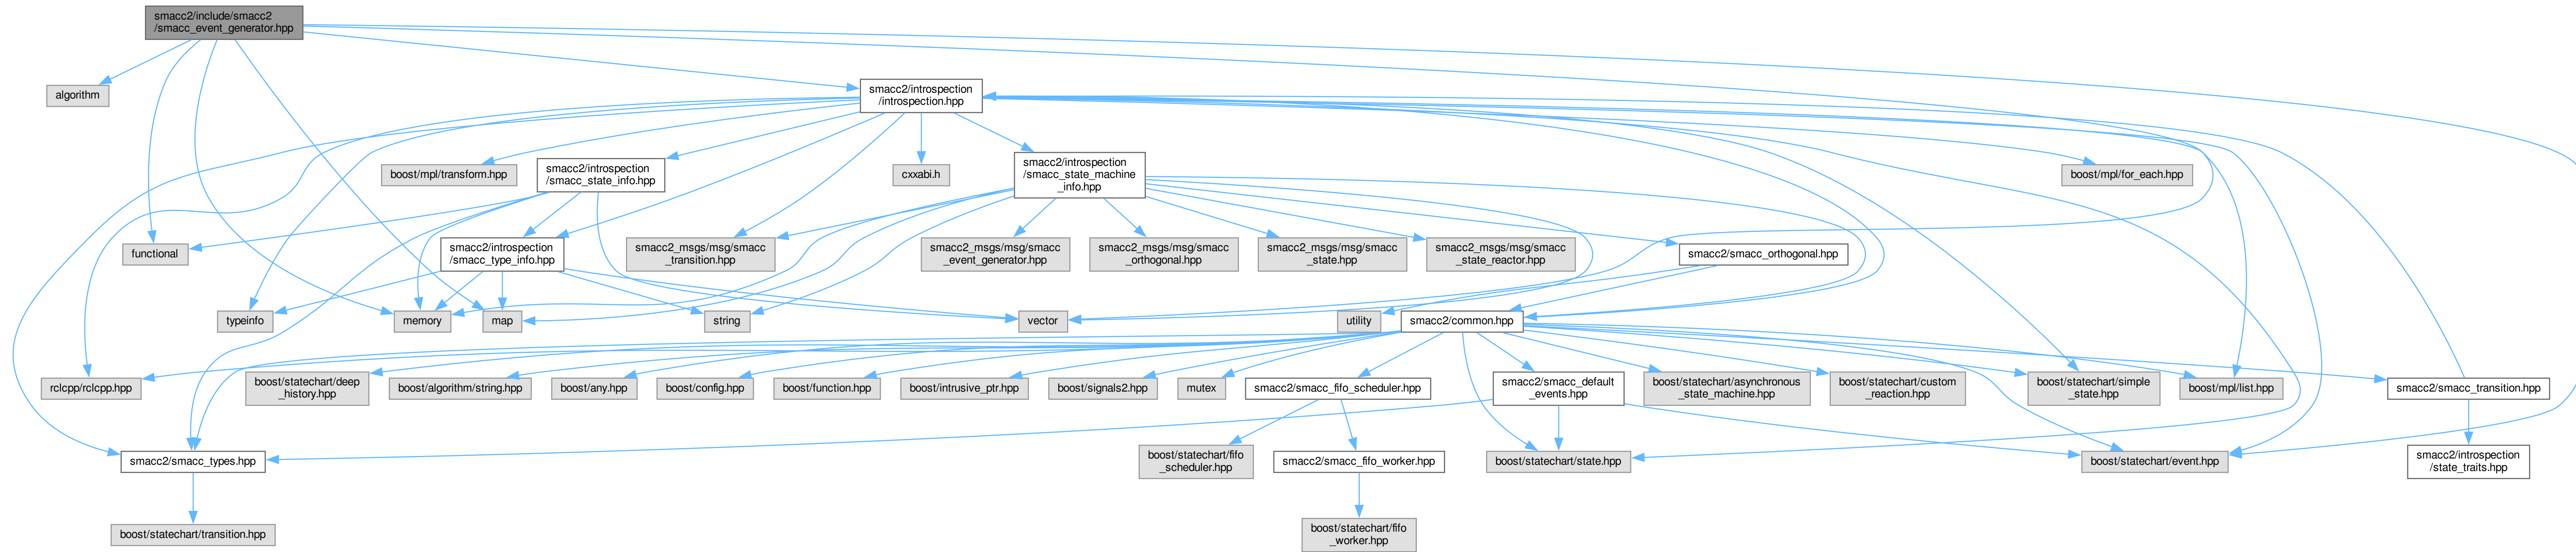 smacc2/include/smacc2
/smacc_event_generator.hpp
algorithm
smacc2/introspection
/introspection.hpp
boost/mpl/transform.hpp
smacc2/introspection
/smacc_state_info.hpp
cxxabi.h
smacc2/introspection
/smacc_state_machine
_info.hpp
boost/mpl/for_each.hpp
functional
smacc2/introspection
/smacc_type_info.hpp
smacc2_msgs/msg/smacc
_transition.hpp
smacc2_msgs/msg/smacc
_event_generator.hpp
smacc2_msgs/msg/smacc
_orthogonal.hpp
smacc2_msgs/msg/smacc
_state.hpp
smacc2_msgs/msg/smacc
_state_reactor.hpp
smacc2/smacc_orthogonal.hpp
typeinfo
memory
map
string
vector
utility
smacc2/common.hpp
rclcpp/rclcpp.hpp
boost/statechart/deep
_history.hpp
boost/algorithm/string.hpp
boost/any.hpp
boost/config.hpp
boost/function.hpp
boost/intrusive_ptr.hpp
boost/signals2.hpp
mutex
smacc2/smacc_fifo_scheduler.hpp
smacc2/smacc_default
_events.hpp
boost/statechart/asynchronous
_state_machine.hpp
boost/statechart/custom
_reaction.hpp
boost/statechart/simple
_state.hpp
boost/mpl/list.hpp
smacc2/smacc_transition.hpp
smacc2/smacc_types.hpp
boost/statechart/fifo
_scheduler.hpp
smacc2/smacc_fifo_worker.hpp
boost/statechart/state.hpp
boost/statechart/event.hpp
smacc2/introspection
/state_traits.hpp
boost/statechart/transition.hpp
boost/statechart/fifo
_worker.hpp